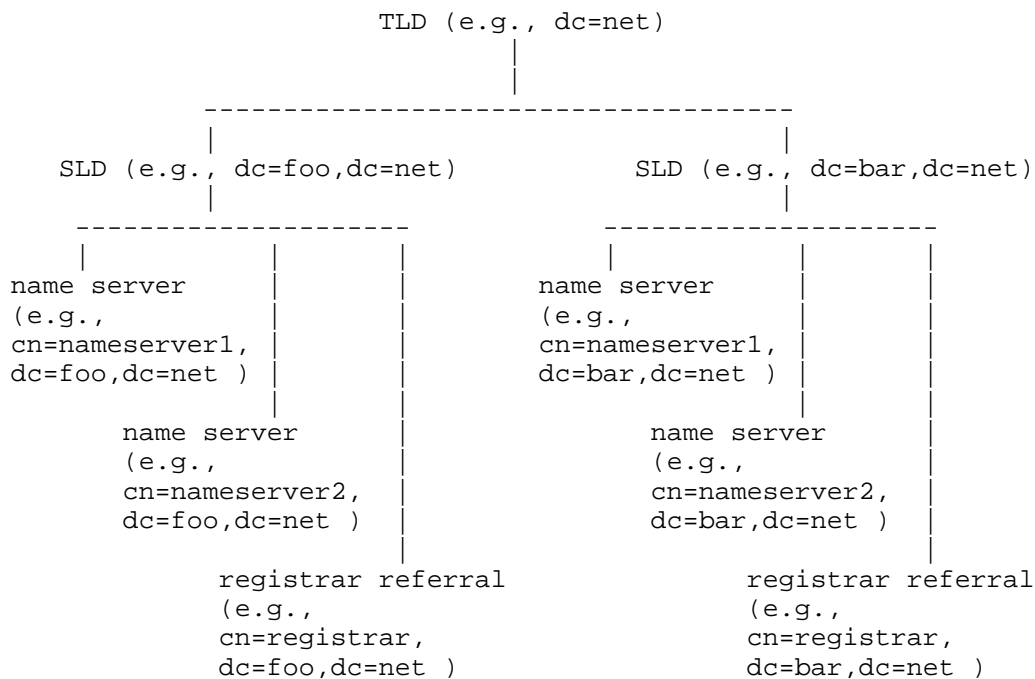 TLD (e.g., dc=net)
SLD (e.g., dc=foo,dc=net)
SLD (e.g., dc=bar,dc=net)
name server
(e.g.,
cn=nameserver1,
dc=foo,dc=net )
name server
(e.g.,
cn=nameserver2,
dc=foo,dc=net )
registrar referral
(e.g.,
cn=registrar,
dc=foo,dc=net )
name server
(e.g.,
cn=nameserver1,
dc=bar,dc=net )
name server
(e.g.,
cn=nameserver2,
dc=bar,dc=net )
registrar referral
(e.g.,
cn=registrar,
dc=bar,dc=net )